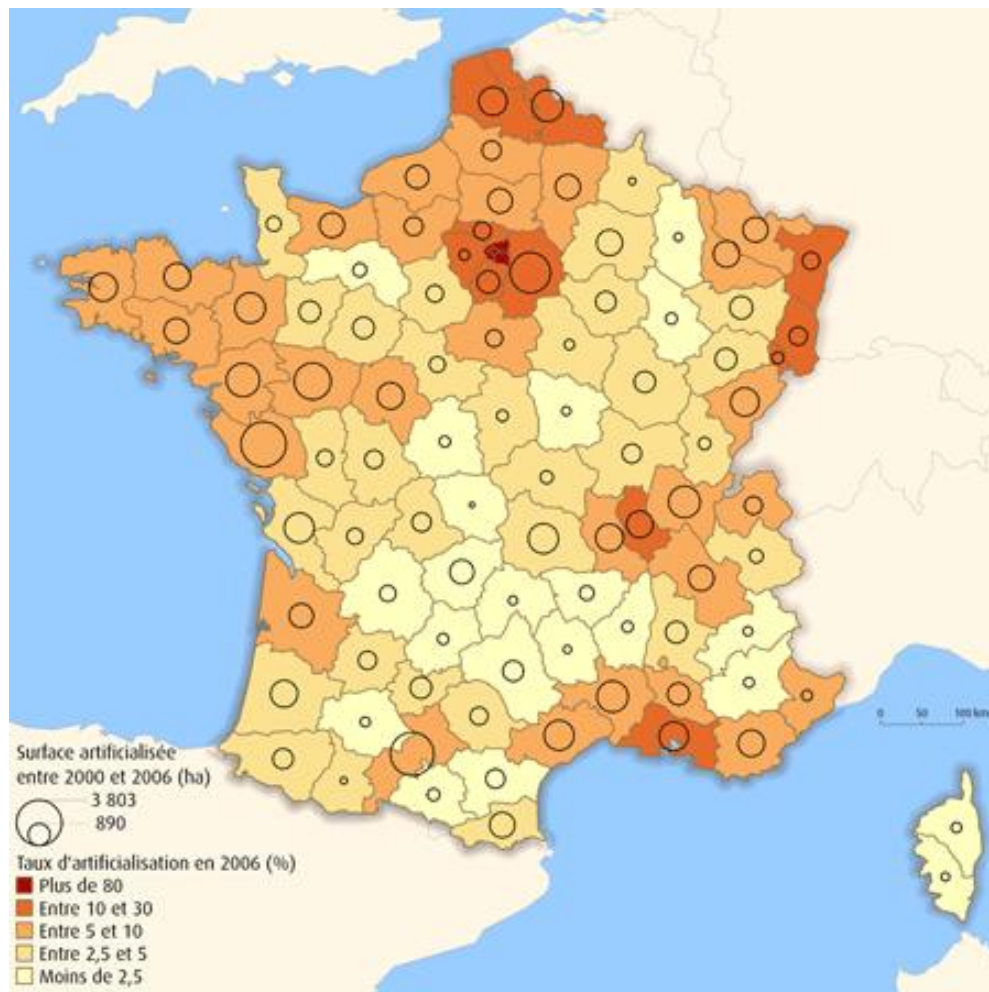 0 50 100 km
Surface artificialisée
entre 2000 et 2006 (ha)
3 803
890
Taux d'artificialisation en 2006 (%)
Plus de 80
Entre 10 et 30
Entre 5 et 10
Entre 2,5 et 5
Moins de 2,5